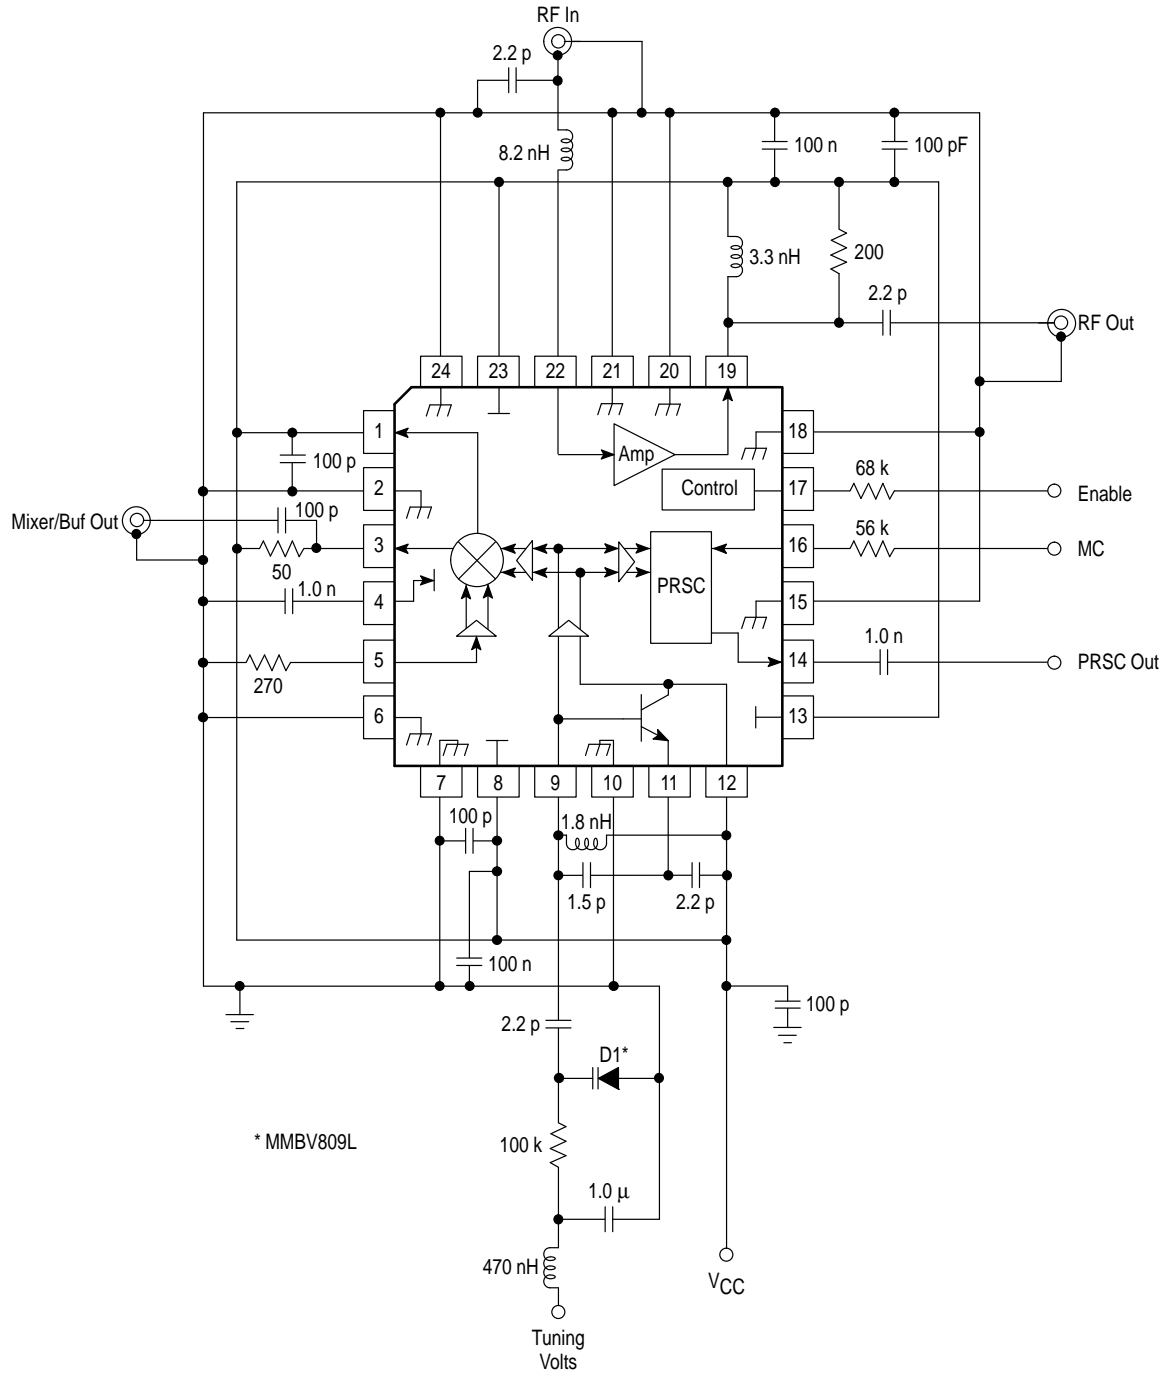 RF In
2.2 p
8.2 nH
100 n
100 pF
3.3 nH
200
2.2 p
RF Out
24
23
22
21
20
19
1
100 p
2
Mixer/Buf Out
100 p
3
50
1.0 n
4
5
270
6
Amp
Control
PRSC
18
17
68 k
Enable
16
56 k
MC
15
14
1.0 n
PRSC Out
13
7
8
9
10
11
12
100 p
1.8 nH
1.5 p
2.2 p
100 n
100 p
2.2 p
D1*
* MMBV809L
100 k
1.0 μ
470 nH
VCC
Tuning
Volts